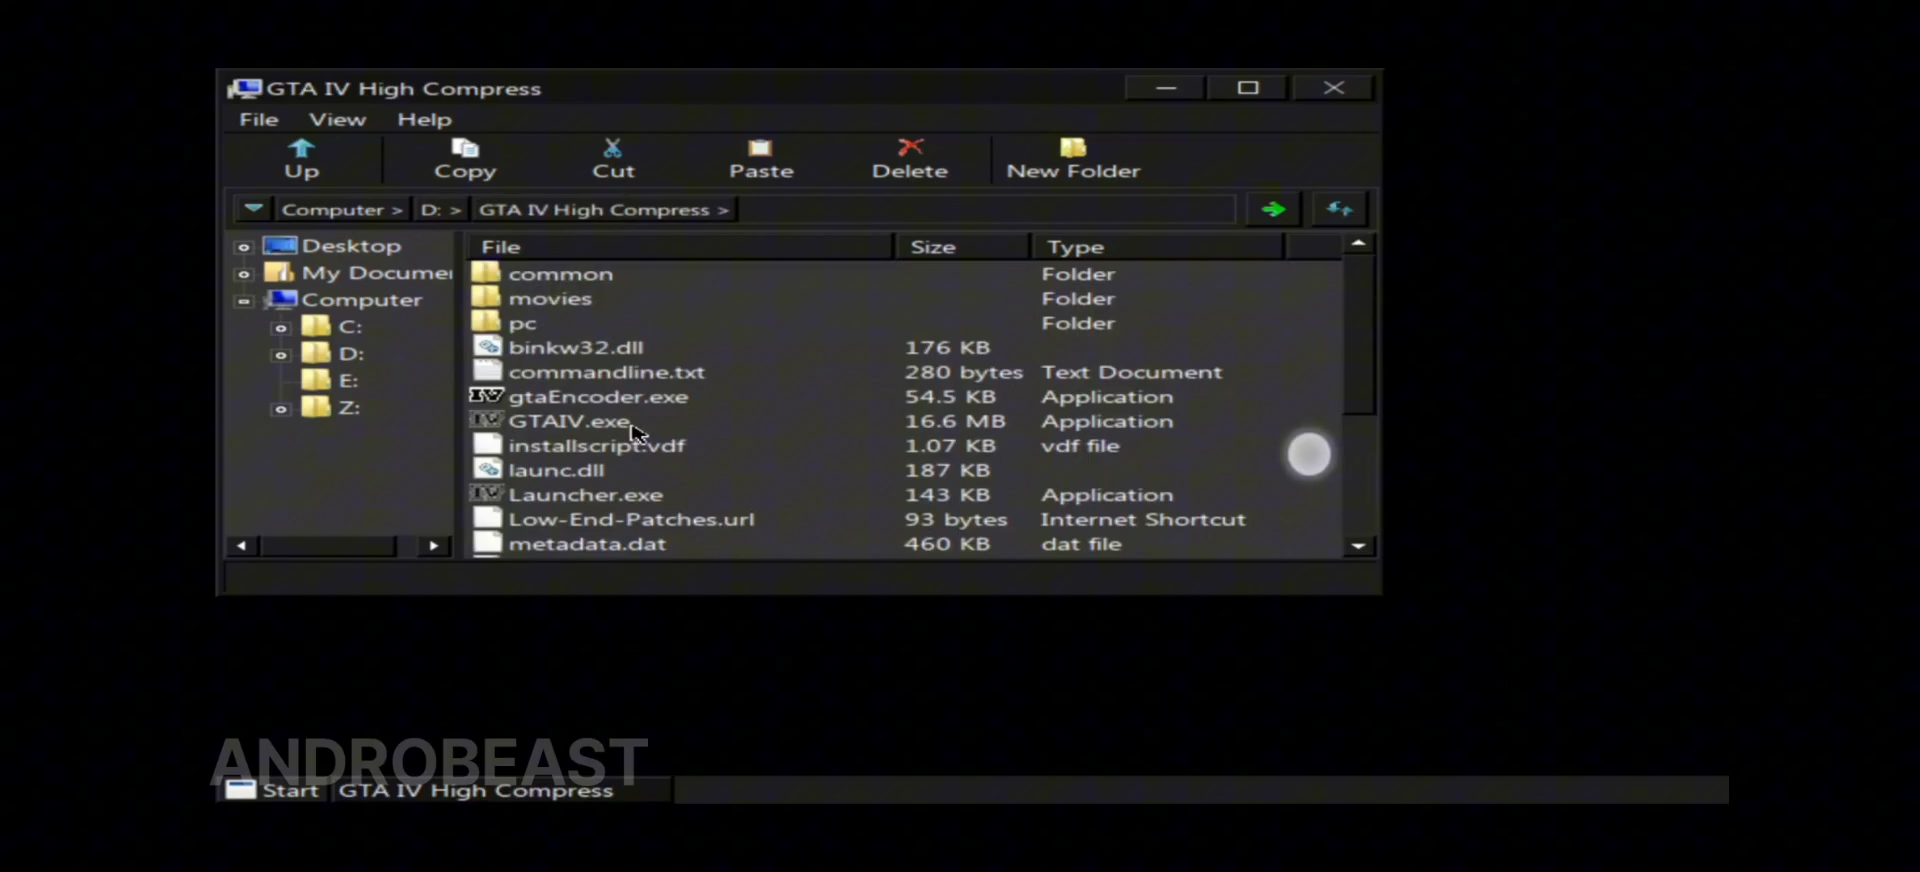 GTA IV High Compress
File View Help
Up Copy Cut Paste Delete New Folder
Computer > D: > GTA IV High Compress >
Desktop
My Documer
Computer
C:
D:
E:
Z:
File Size Type
common Folder
movies Folder
pc Folder
binkw32.dll 176 KB
commandline.txt 280 bytes Text Document
gtaEncoder.exe 54.5 KB Application
GTAIV.exe 16.6 MB Application
installscript.vdf 1.07 KB vdf file
launc.dll 187 KB
Launcher.exe 143 KB Application
Low-End-Patches.url 93 bytes Internet Shortcut
metadata.dat 460 KB dat file
ANDROBEAST
Start GTA IV High Compress